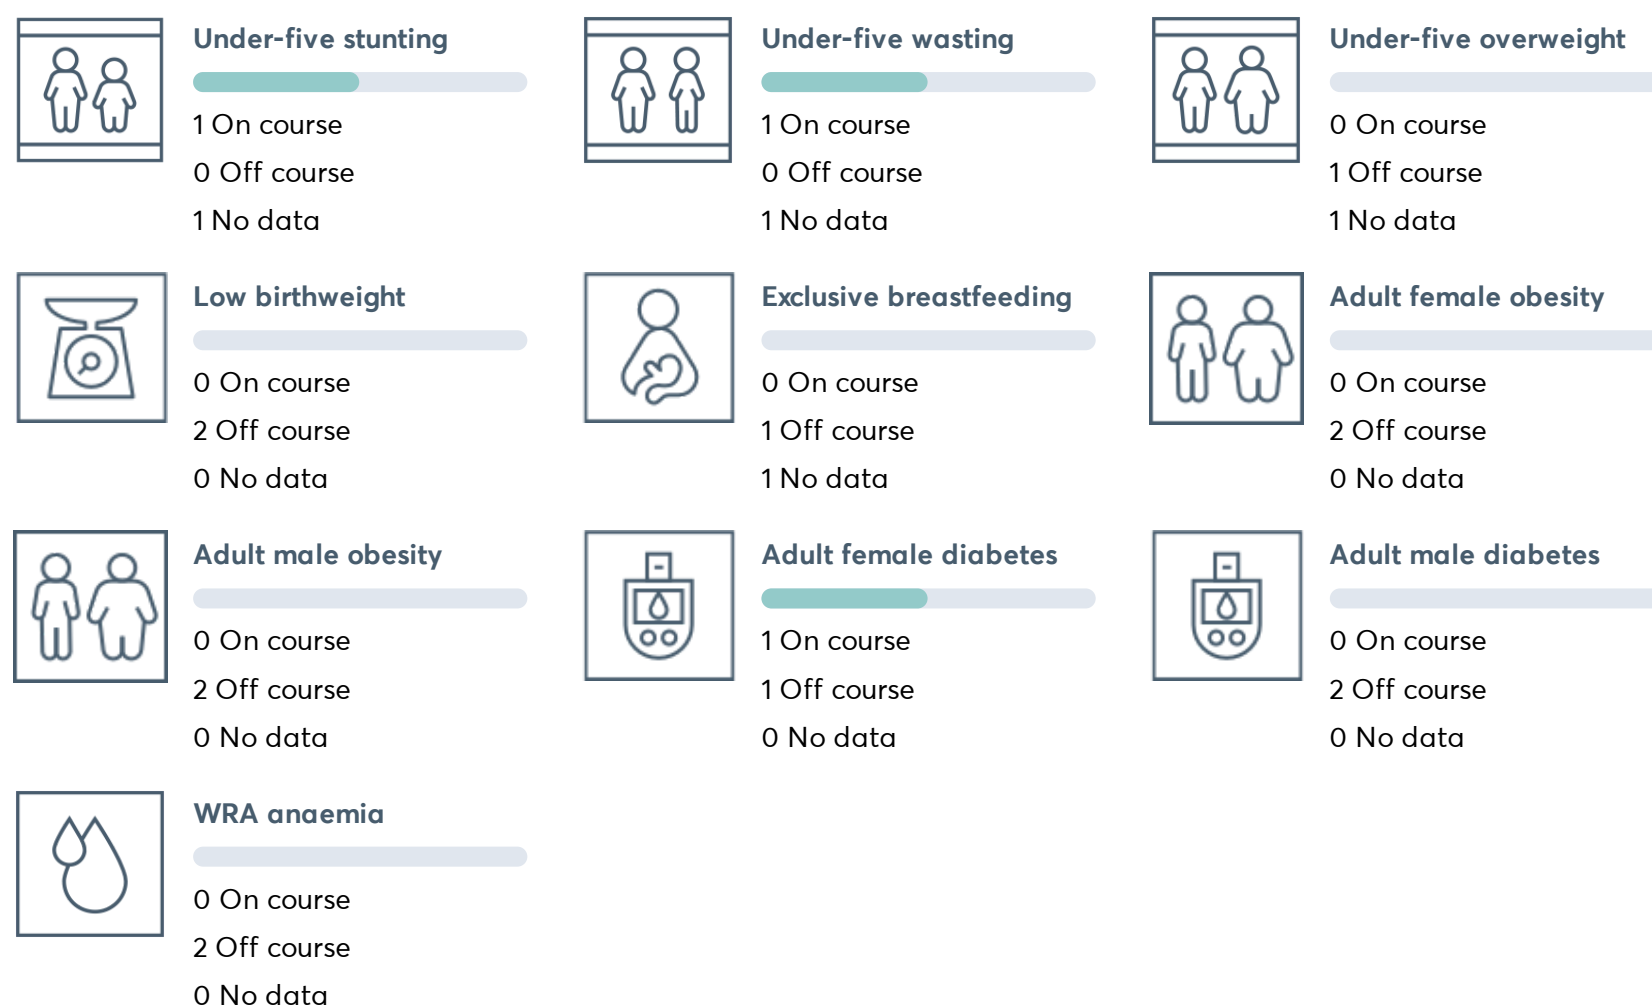 Under-five stunting
1 On course
0 Off course
1 No data
Under-five wasting
1 On course
0 Off course
1 No data
Under-five overweight
0 On course
1 Off course
1 No data
Low birthweight
0 On course
2 Off course
0 No data
Exclusive breastfeeding
0 On course
1 Off course
1 No data
Adult female obesity
0 On course
2 Off course
0 No data
Adult male obesity
0 On course
2 Off course
0 No data
Adult female diabetes
1 On course
1 Off course
0 No data
Adult male diabetes
0 On course
2 Off course
0 No data
WRA anaemia
0 On course
2 Off course
0 No data